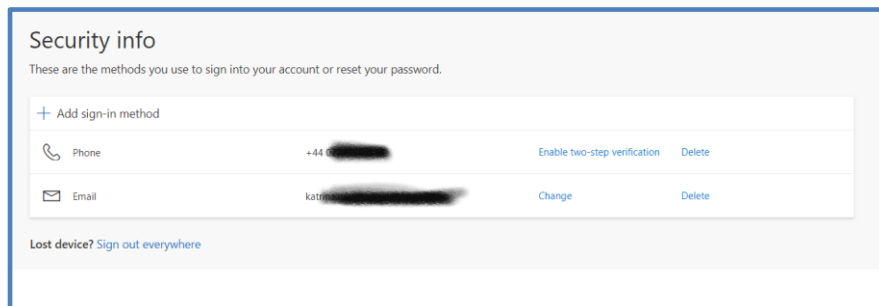 Security info
These are the methods you use to sign into your account or reset your password.
+ Add sign-in method
Phone +44 Enable two-step verification Delete
Email Change Delete
Lost device? Sign out everywhere